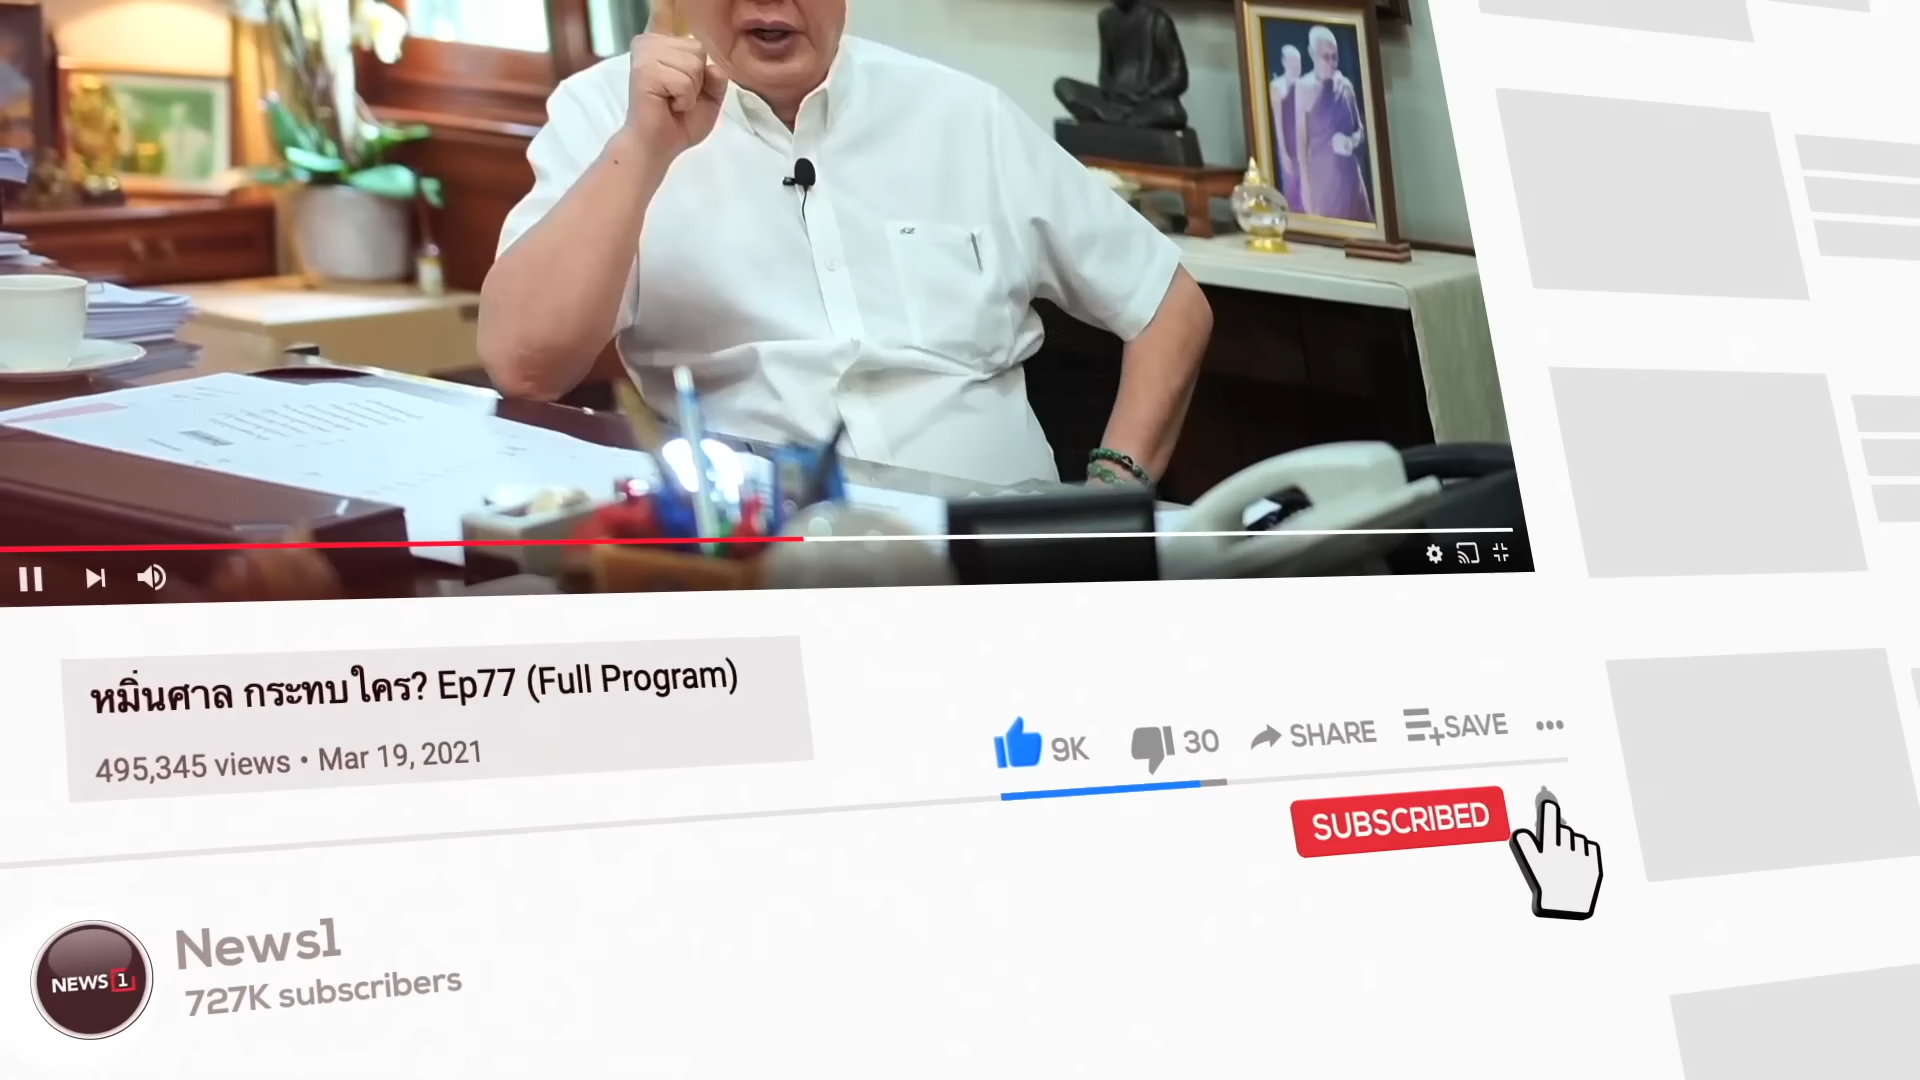 หมิ่นศาล กระทบใคร? Ep77 (Full Program)
495,345 views • Mar 19, 2021
9K
30
SHARE
SAVE
SUBSCRIBED
NEWS 1
News1
727K subscribers